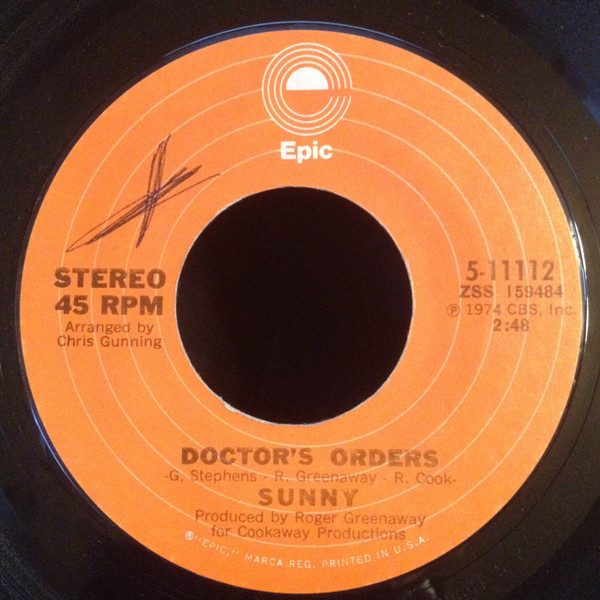 Epic
STEREO
45 RPM
Arranged by
Chris Gunning
5-11112
ZSS 159484
℗ 1974 CBS, Inc.
2:48
DOCTOR'S ORDERS
-G. Stephens - R. Greenaway - R. Cook-
SUNNY
Produced by Roger Greenaway
for Cookaway Productions
®"EPIC," MARCA REG. PRINTED IN U.S.A.